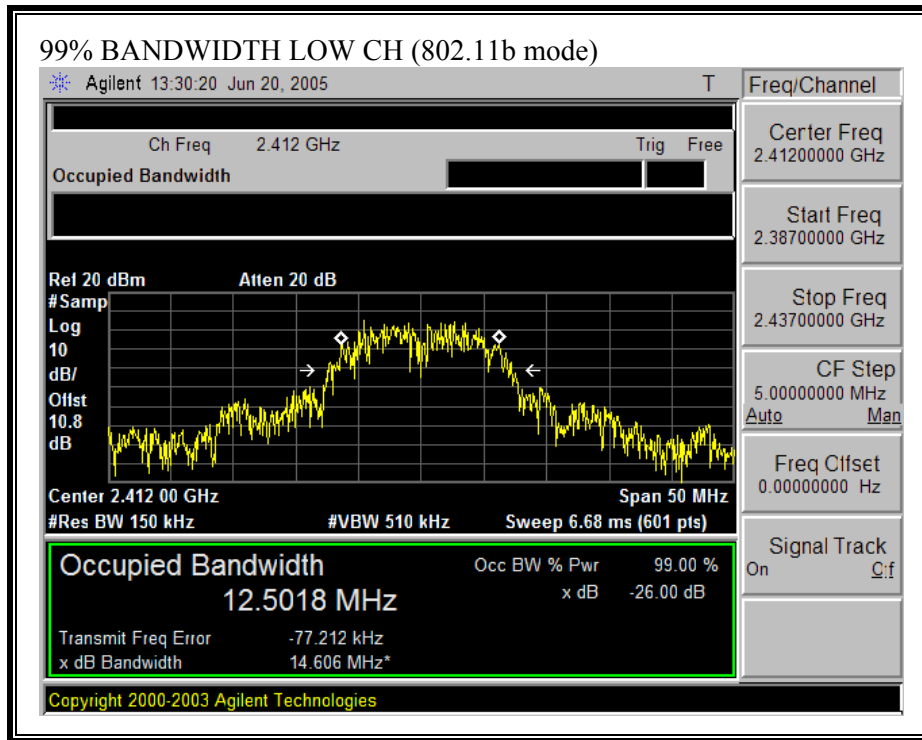 99% BANDWIDTH LOW CH (802.11b mode)
Agilent 13:30:20 Jun 20, 2005 T
Freq/Channel
Ch Freq 2.412 GHz Trig Free
Occupied Bandwidth
Center Freq
2.41200000 GHz
Start Freq
2.38700000 GHz
Stop Freq
2.43700000 GHz
CF Step
5.00000000 MHz
Auto Man
Freq Offset
0.00000000 Hz
Signal Track
On Off
Ref 20 dBm Atten 20 dB
#Samp
Log
10
dB/
Offst
10.8
dB
Center 2.412 00 GHz Span 50 MHz
#Res BW 150 kHz #VBW 510 kHz Sweep 6.68 ms (601 pts)
Occupied Bandwidth
12.5018 MHz
Occ BW % Pwr 99.00 %
x dB -26.00 dB
Transmit Freq Error -77.212 kHz
x dB Bandwidth 14.606 MHz*
Copyright 2000-2003 Agilent Technologies